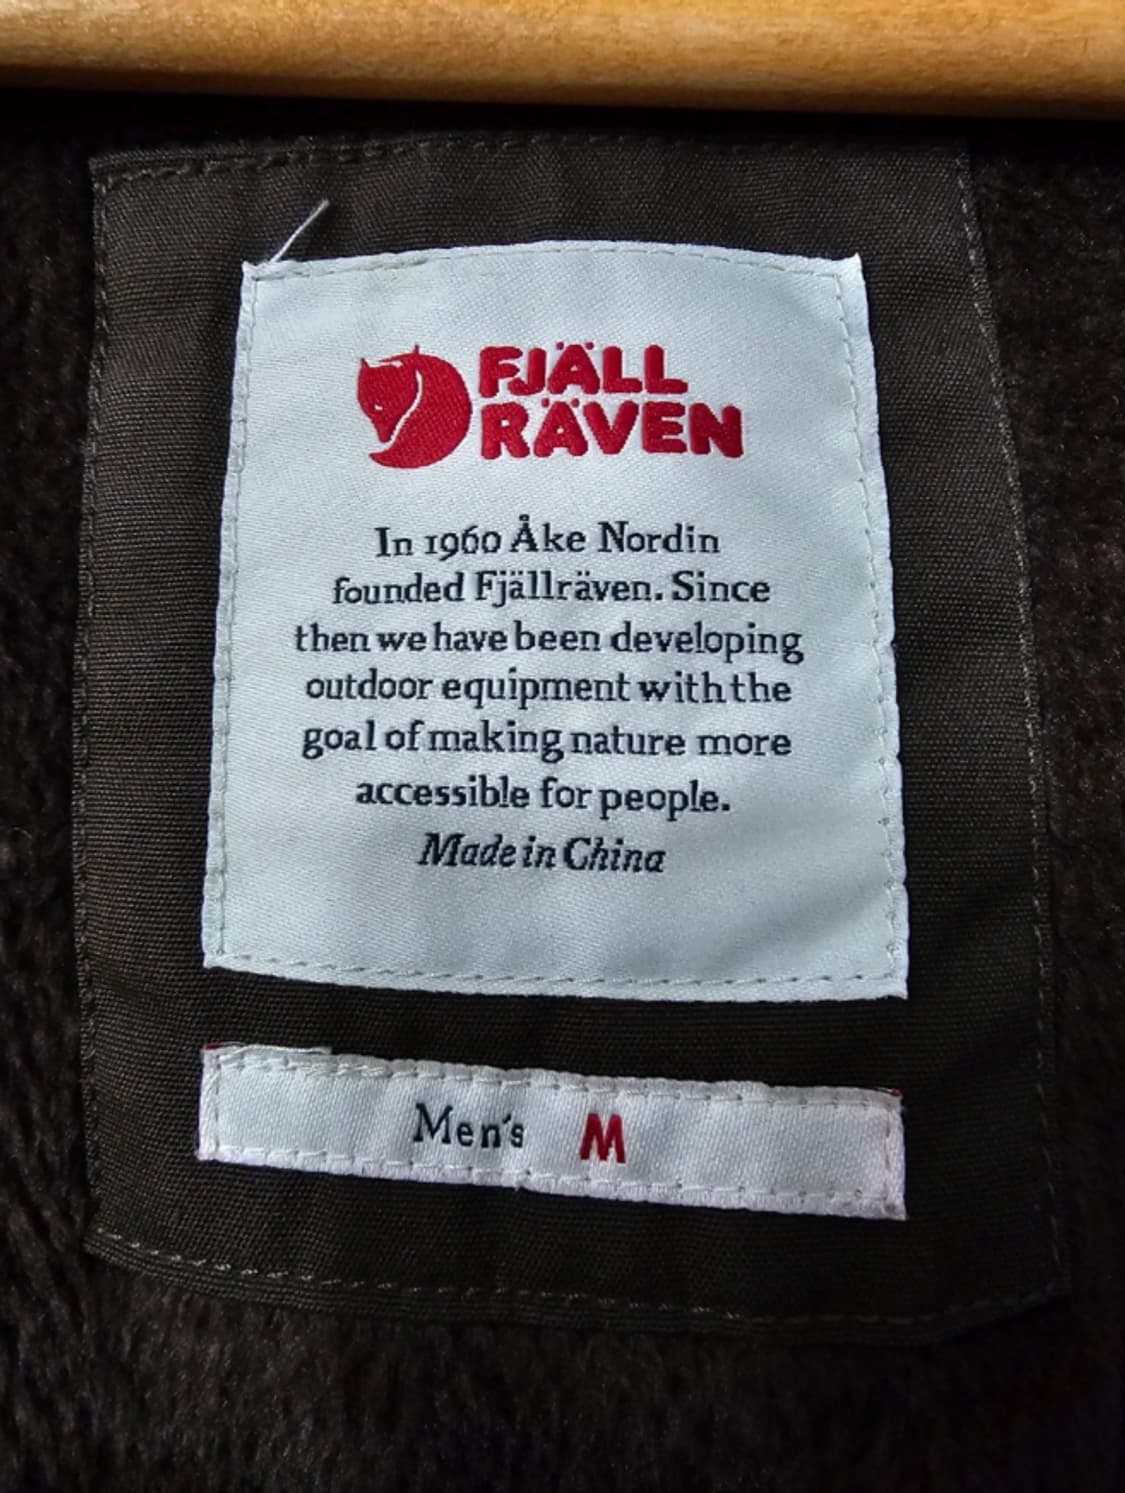 FJÄLL
RÄVEN
In 1960 Åke Nordin
founded Fjällräven. Since
then we have been developing
outdoor equipment with the
goal of making nature more
accessible for people.
Made in China
Men's M